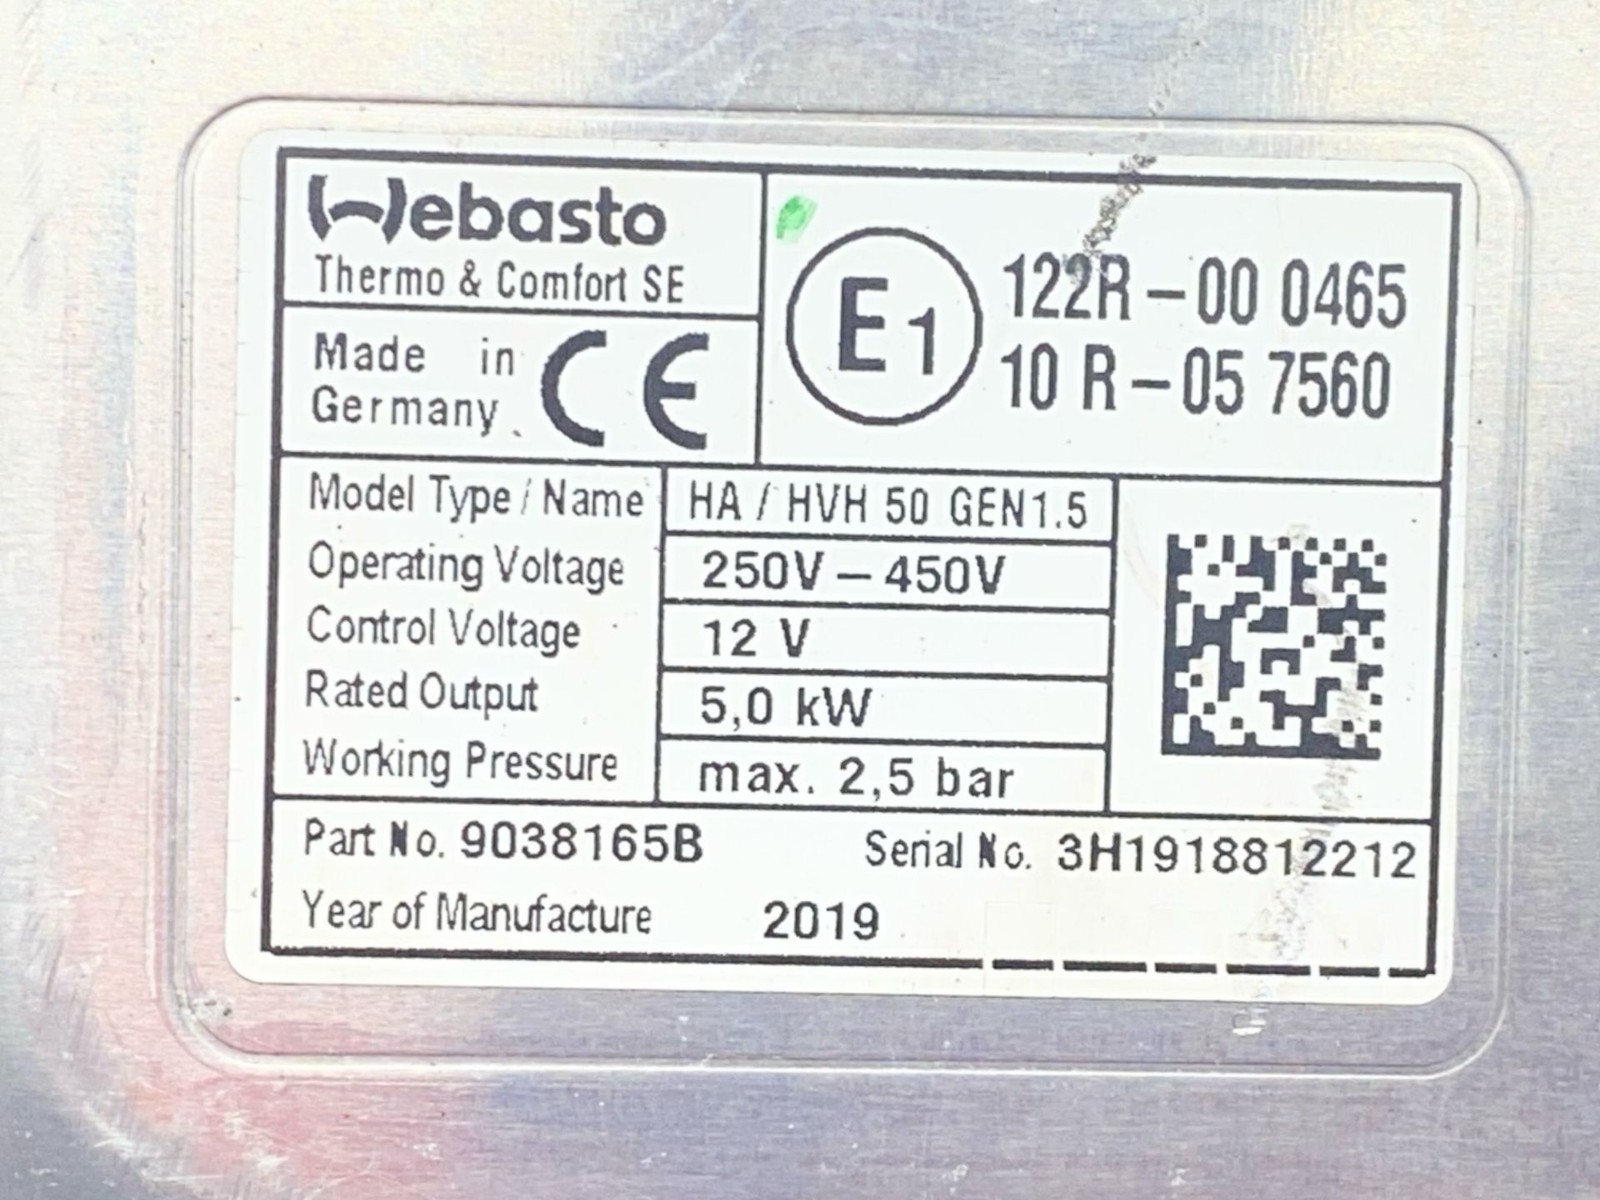 Webasto
Thermo & Comfort SE
Made in
Germany
CE
E1
122R-00 0465
10 R-05 7560
Model Type / Name HA / HVH 50 GEN1.5
Operating Voltage 250V-450V
Control Voltage 12 V
Rated Output 5,0 kW
Working Pressure max. 2,5 bar
Part No. 9038165B Serial No. 3H1918812212
Year of Manufacture 2019